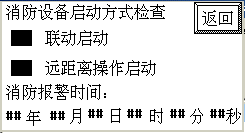 消防设备启动方式检查
返回
联动启动
远距离操作启动
消防报警时间：
## 年 ## 月 ## 日 ## 时 ## 分 ##秒